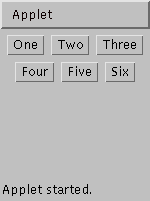 Applet
One Two Three
Four Five Six
Applet started.